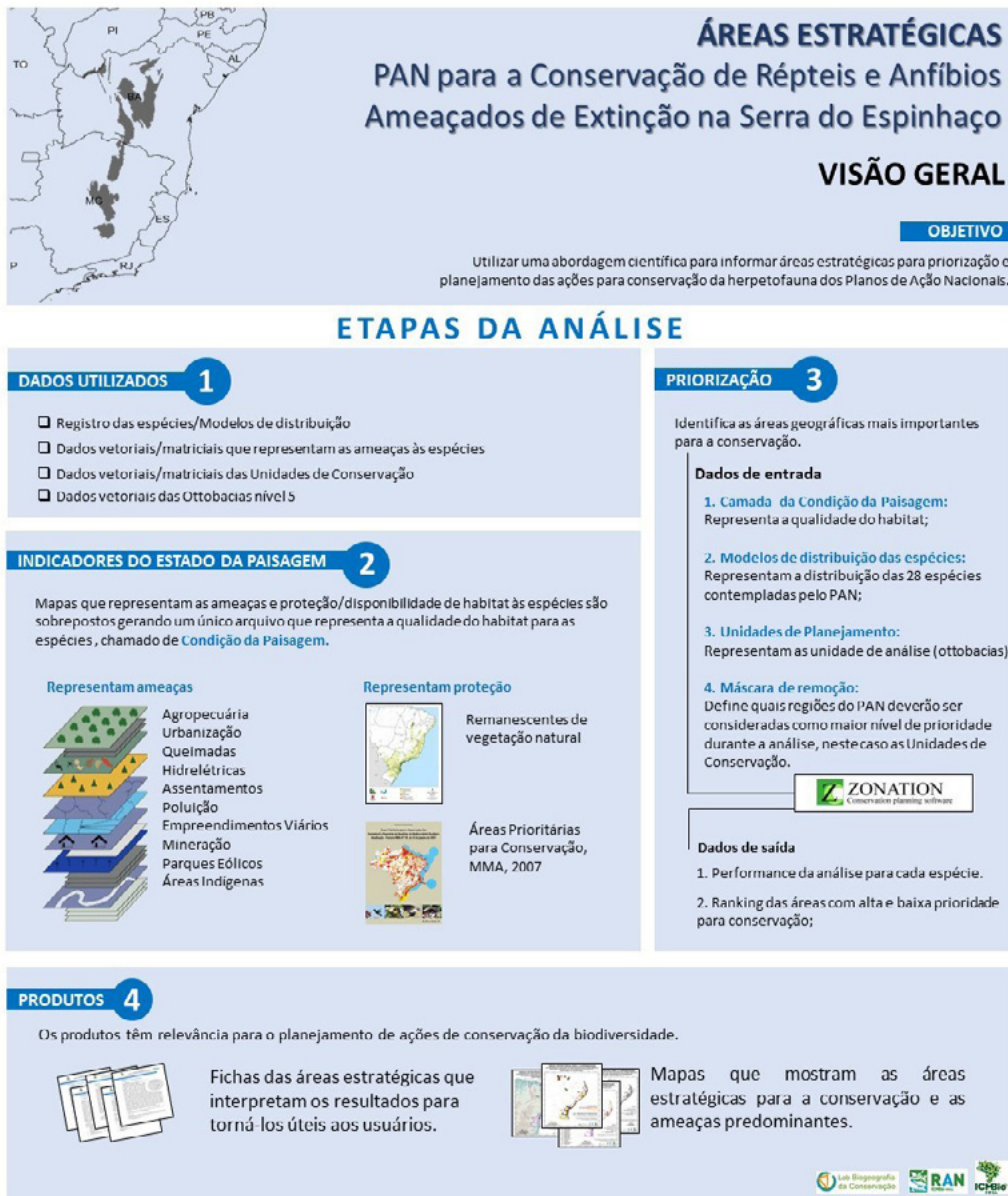 PB
PI
PE
TO
AL
BA
MG
ES
P
RJ
ÁREAS ESTRATÉGICAS
PAN para a Conservação de Répteis e Anfíbios
Ameaçados de Extinção na Serra do Espinhaço
VISÃO GERAL
OBJETIVO
Utilizar uma abordagem científica para informar áreas estratégicas para priorização e
planejamento das ações para conservação da herpetofauna dos Planos de Ação Nacionais.
ETAPAS DA ANÁLISE
DADOS UTILIZADOS 1
Registro das espécies/Modelos de distribuição
Dados vetoriais/matriciais que representam as ameaças às espécies
Dados vetoriais/matriciais das Unidades de Conservação
Dados vetoriais das Ottobacias nível 5
INDICADORES DO ESTADO DA PAISAGEM 2
Mapas que representam as ameaças e proteção/disponibilidade de habitat às espécies são
sobrepostos gerando um único arquivo que representa a qualidade do habitat para as
espécies, chamado de Condição da Paisagem.
Representam ameaças
Agropecuária
Urbanização
Queimadas
Hidrelétricas
Assentamentos
Poluição
Empreendimentos Viários
Mineração
Parques Eólicos
Áreas Indígenas
Representam proteção
Remanescentes de
vegetação natural
Áreas Prioritárias
para Conservação,
MMA, 2007
PRIORIZAÇÃO 3
Identifica as áreas geográficas mais importantes
para a conservação.
Dados de entrada
1. Camada da Condição da Paisagem:
Representa a qualidade do habitat;
2. Modelos de distribuição das espécies:
Representam a distribuição das 28 espécies
contempladas pelo PAN;
3. Unidades de Planejamento:
Representam as unidade de análise (ottobacias)
4. Máscara de remoção:
Define quais regiões do PAN deverão ser
consideradas como maior nível de prioridade
durante a análise, neste caso as Unidades de
Conservação.
Z ZONATION
Conservation planning software
Dados de saída
1. Performance da análise para cada espécie.
2. Ranking das áreas com alta e baixa prioridade
para conservação;
PRODUTOS 4
Os produtos têm relevância para o planejamento de ações de conservação da biodiversidade.
Fichas das áreas estratégicas que
interpretam os resultados para
torná-los úteis aos usuários.
Mapas que mostram as áreas
estratégicas para a conservação e as
ameaças predominantes.
Lab Biogeografia
da Conservação
RAN
ICMBio